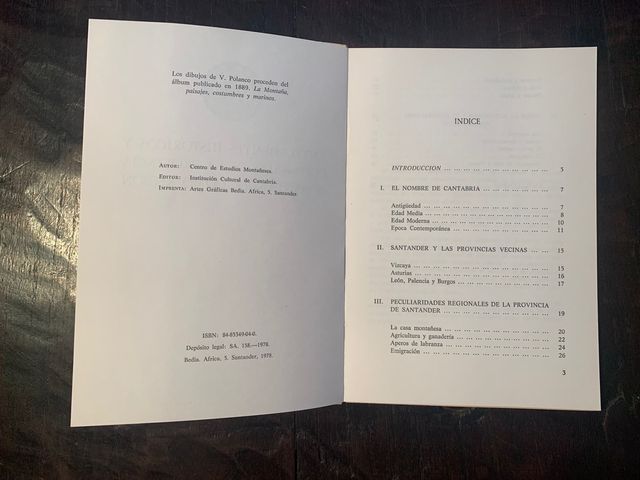 Los dibujos de V. Polanco proceden del
álbum publicado en 1889, La Montaña,
paisajes, costumbres y marinos.
AUTOR: Centro de Estudios Montañeses.
EDITOR: Institución Cultural de Cantabria.
IMPRENTA: Artes Gráficas Bedia. Africa, 5. Santander.
ISBN: 84-85349-04-0.
Depósito legal: SA. 158.—1978.
Bedia. Africa, 5. Santander, 1978.
INDICE
INTRODUCCION ... ... ... ... ... ... ... ... ... ... 5
I. EL NOMBRE DE CANTABRIA ... ... ... ... ... ... ... 7
Antigüedad ... ... ... ... ... ... ... ... ... ... ... 7
Edad Media ... ... ... ... ... ... ... ... ... ... ... 8
Edad Moderna ... ... ... ... ... ... ... ... ... ... 10
Epoca Contemporánea ... ... ... ... ... ... ... ... 11
II. SANTANDER Y LAS PROVINCIAS VECINAS ... ... 15
Vizcaya ... ... ... ... ... ... ... ... ... ... ... ... 15
Asturias ... ... ... ... ... ... ... ... ... ... ... ... 16
León, Palencia y Burgos ... ... ... ... ... ... ... ... 17
III. PECULIARIDADES REGIONALES DE LA PROVINCIA
DE SANTANDER ... ... ... ... ... ... ... ... ... ... 19
La casa montañesa ... ... ... ... ... ... ... ... ... 20
Agricultura y ganadería ... ... ... ... ... ... ... ... 22
Aperos de labranza ... ... ... ... ... ... ... ... ... 24
Emigración ... ... ... ... ... ... ... ... ... ... ... 26
3